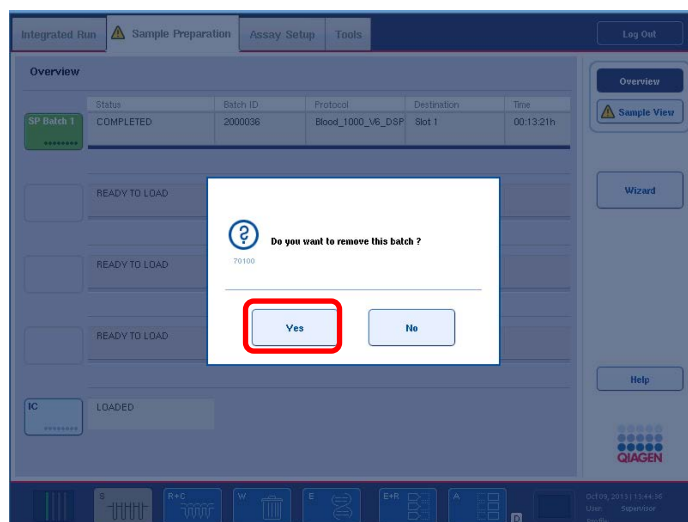 Integrated Run
Sample Preparation
Assay Setup
Tools
Log Out
Overview
Overview
Sample View
Status
Batch ID
Protocol
Destination
Time
SP Batch 1
COMPLETED
2000036
Blood_1000_V6_DSP
Slot 1
00:13:21h
READY TO LOAD
Do you want to remove this batch ?
70100
Wizard
READY TO LOAD
READY TO LOAD
Yes
No
Help
IC
LOADED
QIAGEN
S
R+C
W
E
E+R
A
D
User: Supervisor